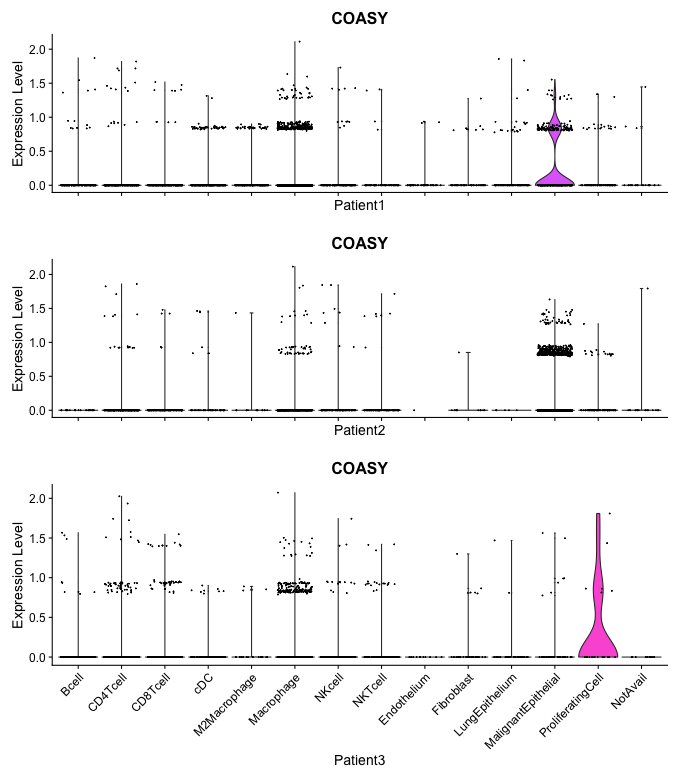 COASY
Expression Level
2.0
1.5
1.0
0.5
0.0
Patient1
COASY
Expression Level
2.0
1.5
1.0
0.5
0.0
Patient2
COASY
Expression Level
2.0
1.5
1.0
0.5
0.0
Bcell
CD4Tcell
CD8Tcell
cDC
M2Macrophage
Macrophage
NKcell
NKTcell
Endothelium
Fibroblast
LungEpithelium
MalignantEpithelial
ProliferatingCell
NotAvail
Patient3